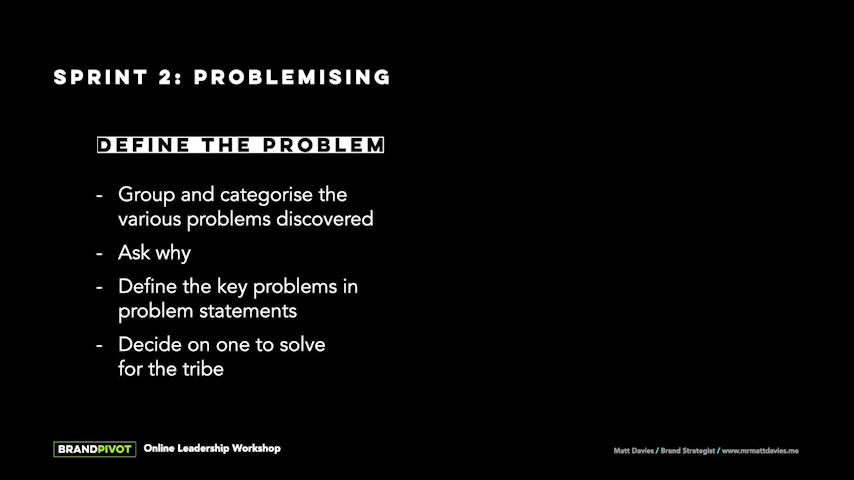 SPRINT 2: PROBLEMISING
DEFINE THE PROBLEM
- Group and categorise the
various problems discovered
- Ask why
- Define the key problems in
problem statements
- Decide on one to solve
for the tribe
BRANDPIVOT Online Leadership Workshop
Matt Davies / Brand Strategist / www.mrmattdavies.me